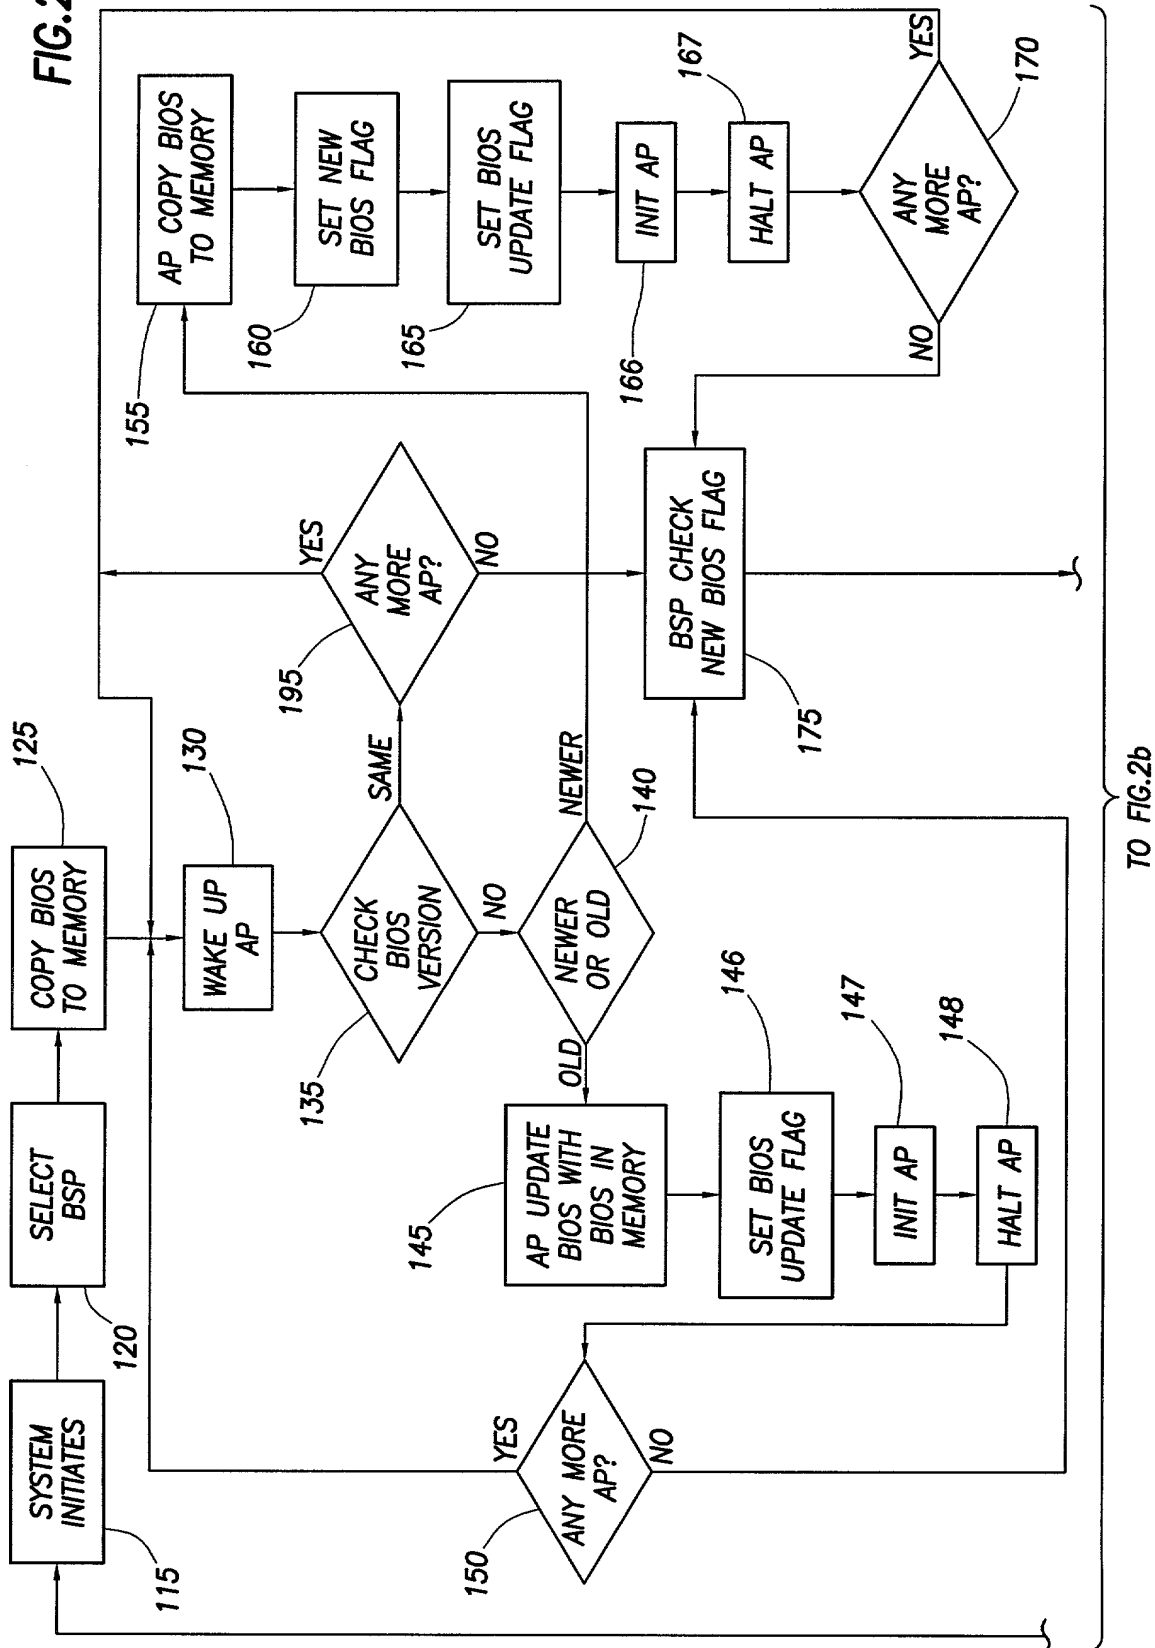 FIG.2
SYSTEM
INITIATES
115
SELECT
BSP
120
COPY BIOS
TO MEMORY
125
WAKE UP
AP
130
CHECK
BIOS
VERSION
135
SAME
NO
ANY
MORE
AP?
195
YES
NO
NEWER
OR OLD
140
NEWER
OLD
AP UPDATE
BIOS WITH
BIOS IN
MEMORY
145
SET BIOS
UPDATE FLAG
146
INIT AP
147
HALT AP
148
ANY MORE
AP?
150
YES
NO
AP COPY BIOS
TO MEMORY
155
SET NEW
BIOS FLAG
160
SET BIOS
UPDATE FLAG
165
INIT AP
166
HALT AP
167
ANY
MORE
AP?
170
YES
NO
BSP CHECK
NEW BIOS FLAG
175
TO FIG.2b